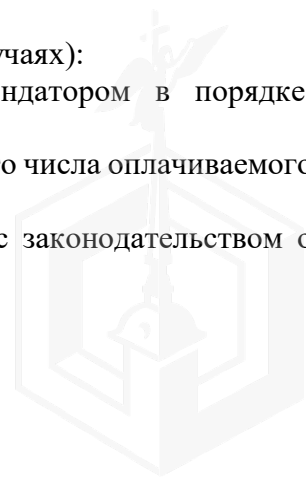 учаях):
ндатором в порядке
о числа оплачиваемого
с законодательством о